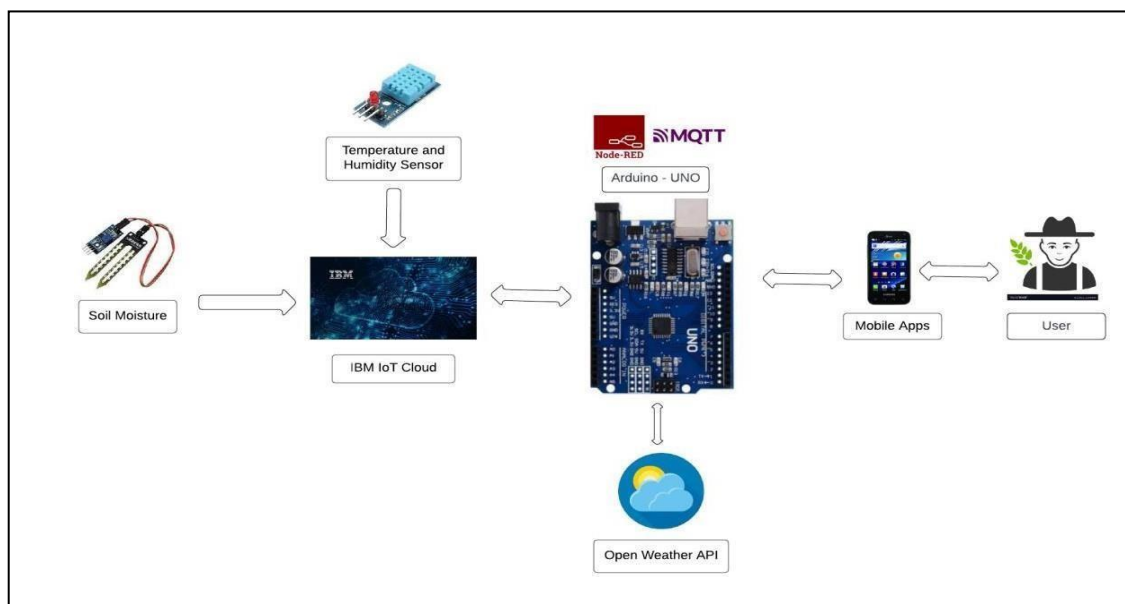 Temperature and
Humidity Sensor
Node-RED
MQTT
Arduino - UNO
Soil Moisture
IBM
IBM IoT Cloud
UNO
Mobile Apps
User
Open Weather API